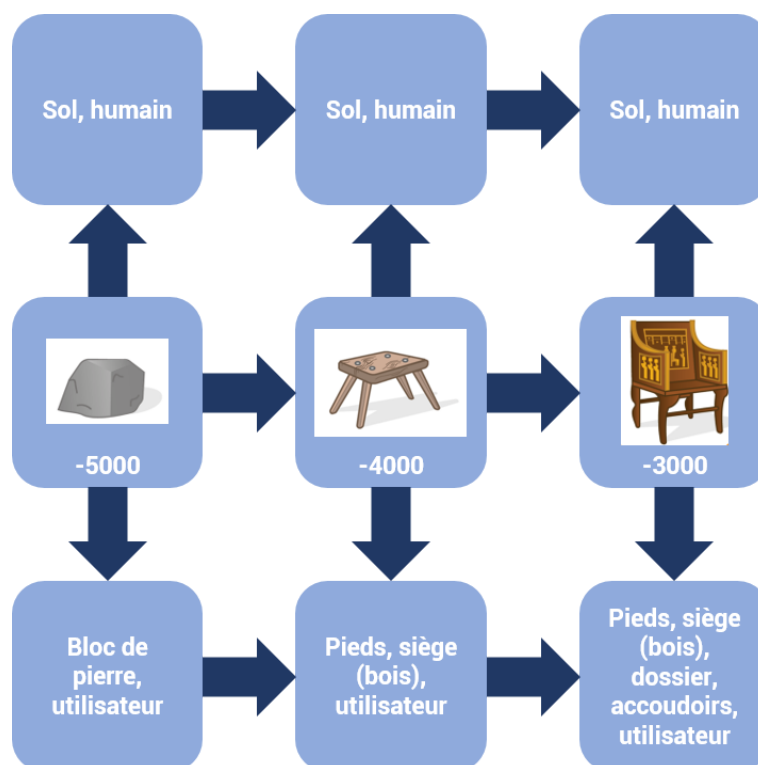 Sol, humain
Sol, humain
Sol, humain
-5000
-4000
-3000
Bloc de
pierre,
utilisateur
Pieds, siège
(bois),
utilisateur
Pieds, siège
(bois),
dossier,
accoudoirs,
utilisateur